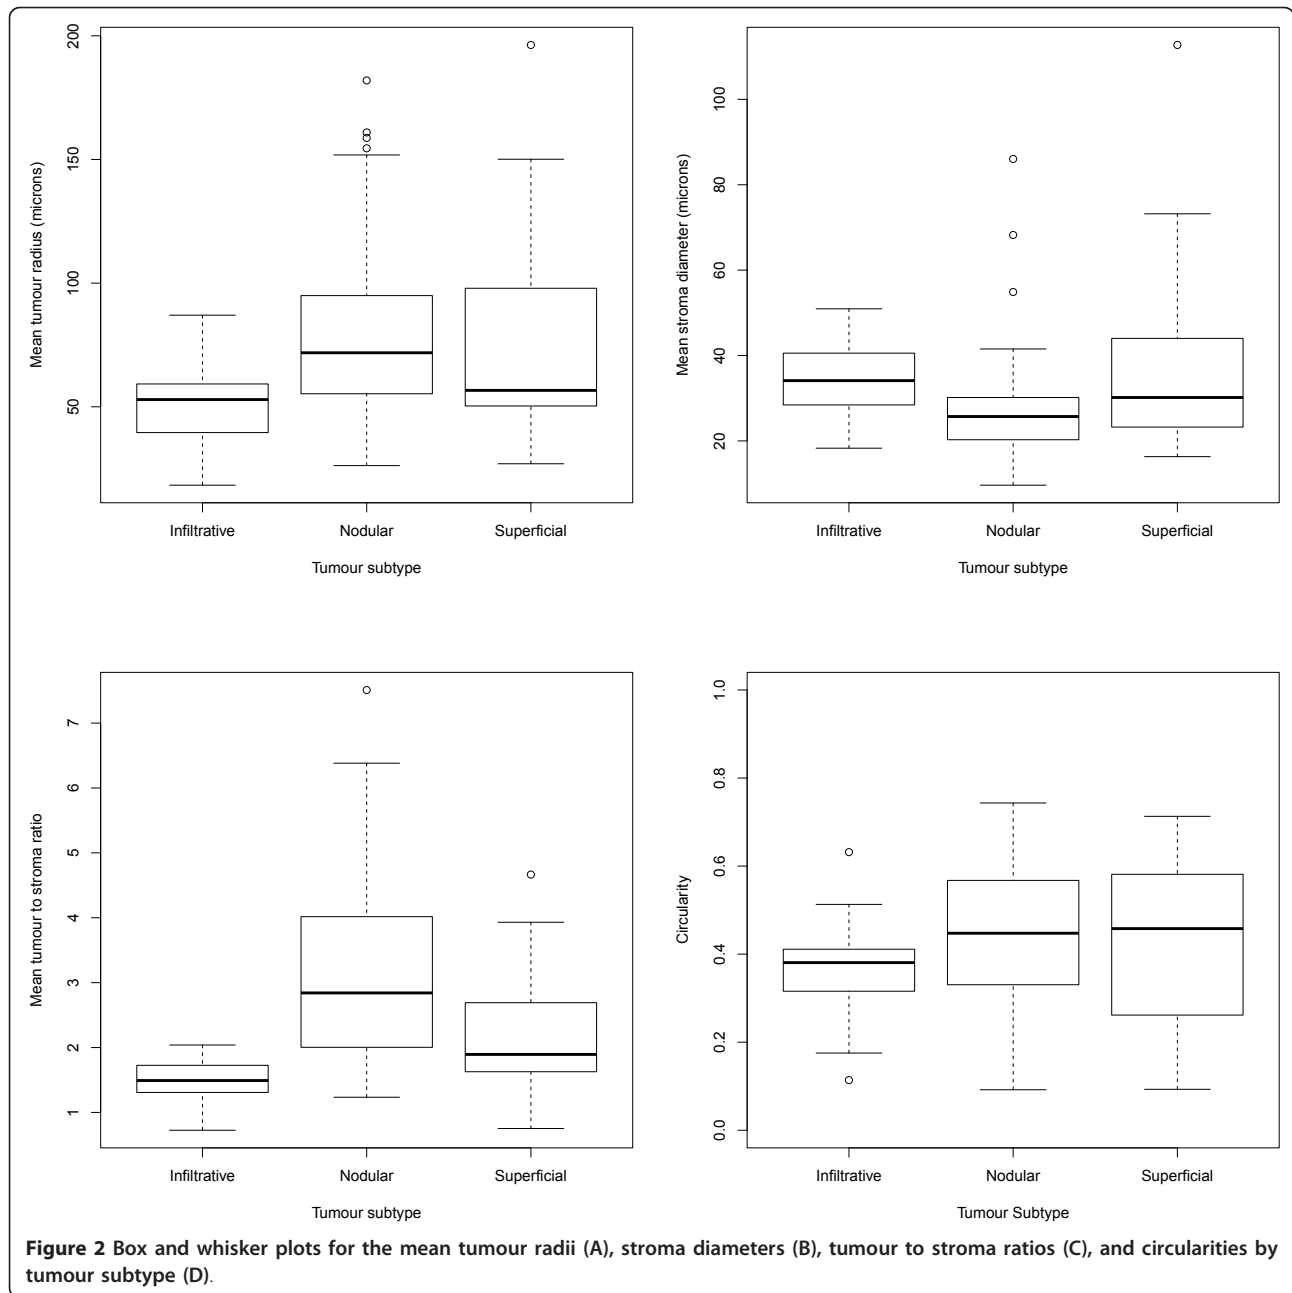 200
150
100
50
Mean tumour radius (microns)
Infiltrative Nodular Superficial
Tumour subtype
100
80
60
40
20
Mean stroma diameter (microns)
Infiltrative Nodular Superficial
Tumour subtype
7
6
5
4
3
2
1
Mean tumour to stroma ratio
Infiltrative Nodular Superficial
Tumour subtype
1.0
0.8
0.6
0.4
0.2
0.0
Circularity
Infiltrative Nodular Superficial
Tumour Subtype
Figure 2 Box and whisker plots for the mean tumour radii (A), stroma diameters (B), tumour to stroma ratios (C), and circularities by
tumour subtype (D).